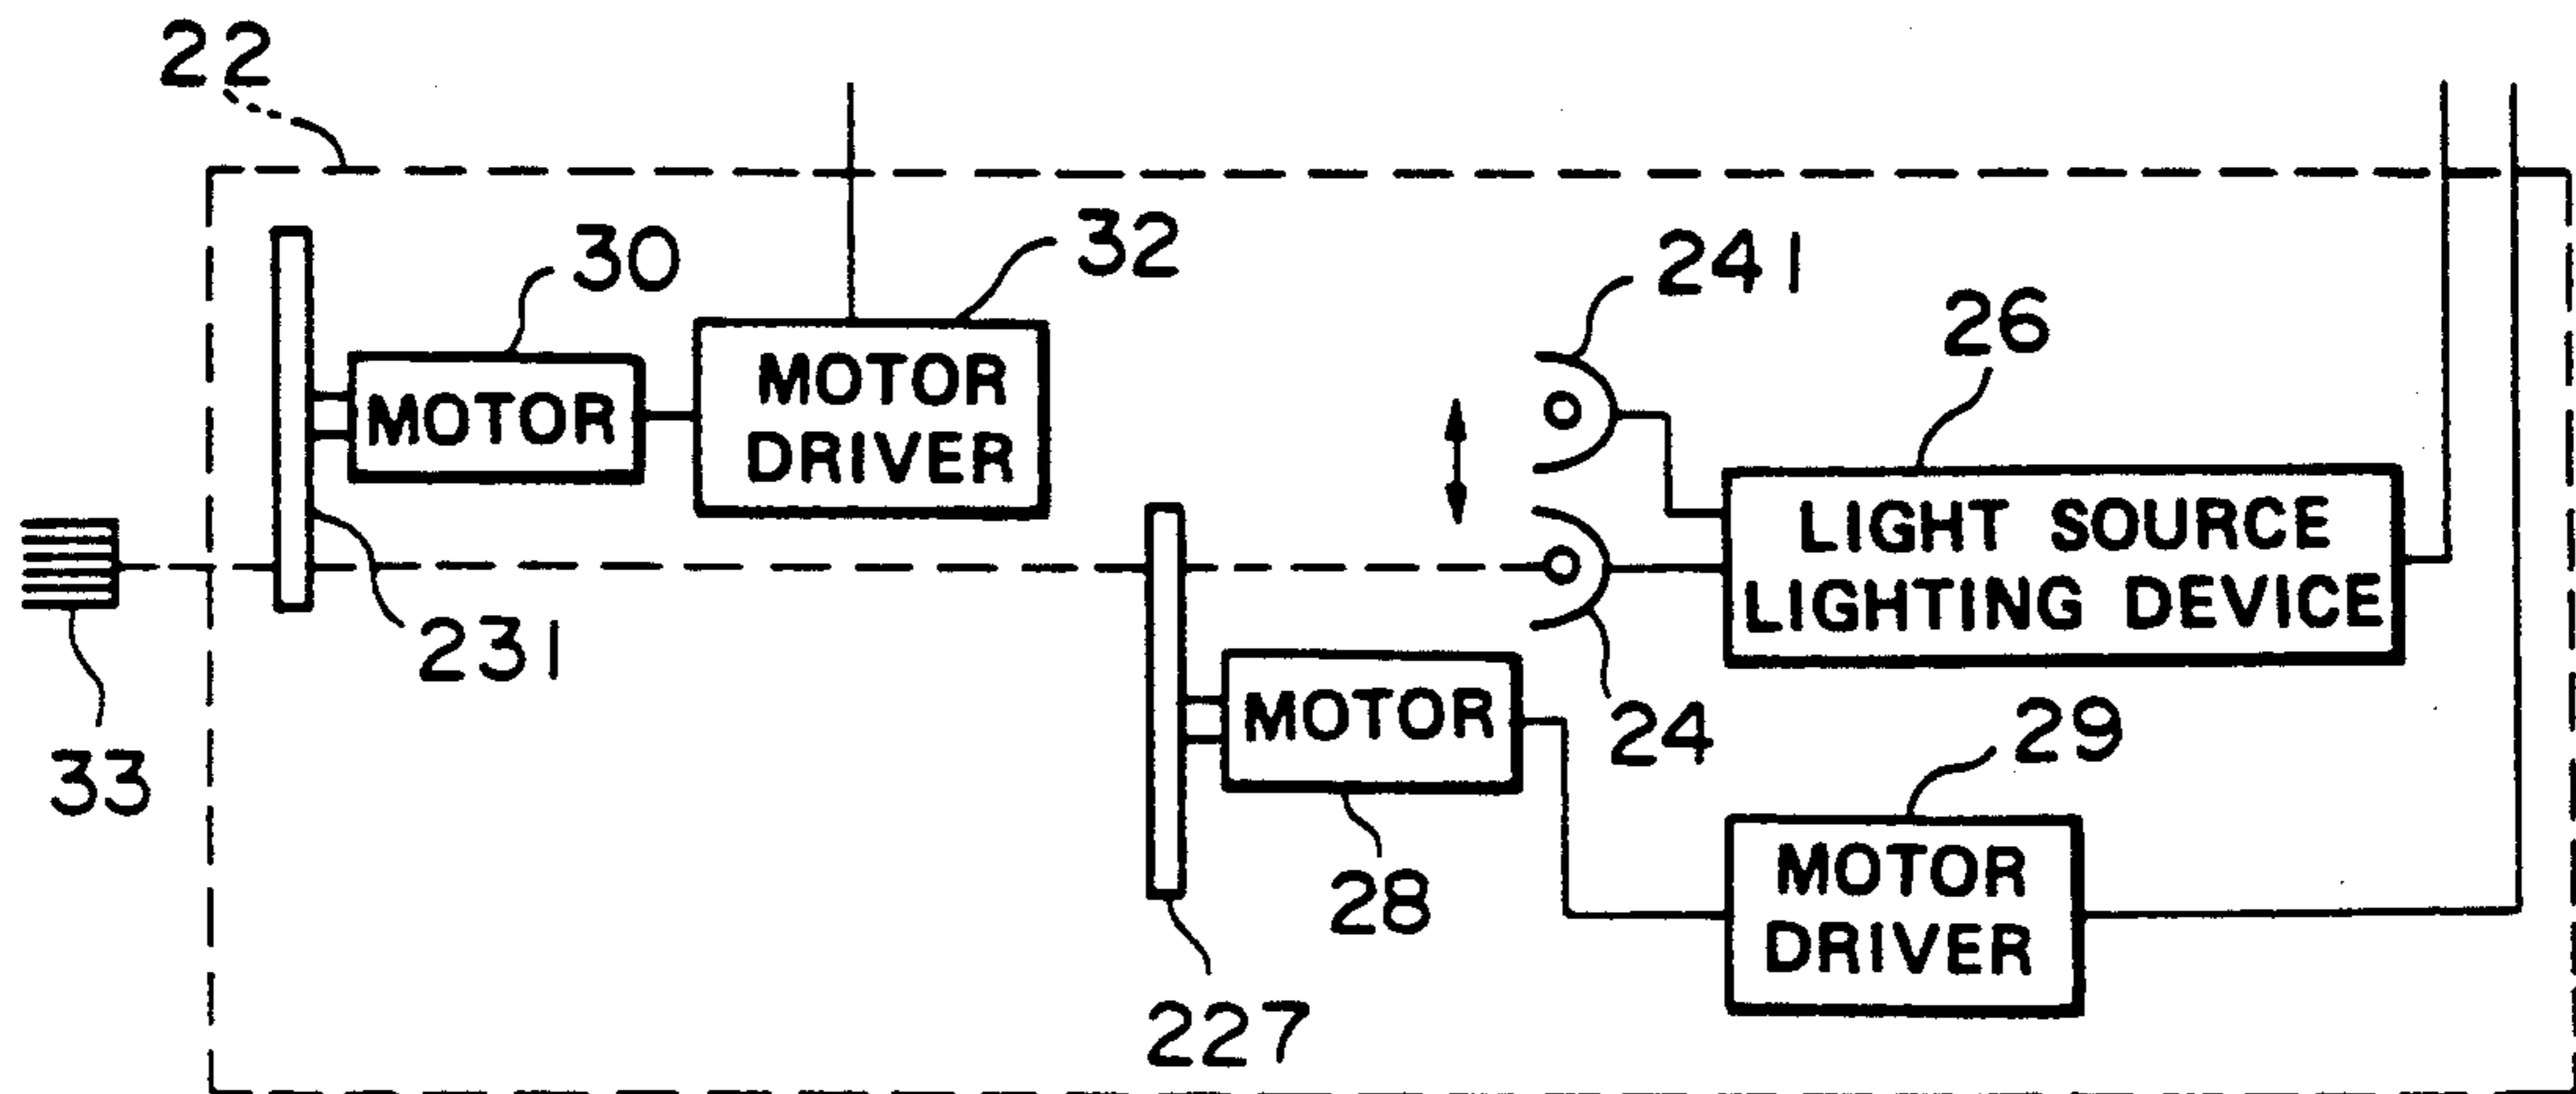 22
30
32
MOTOR
MOTOR
DRIVER
241
26
LIGHT SOURCE
LIGHTING DEVICE
231
33
24
MOTOR
28
29
MOTOR
DRIVER
227